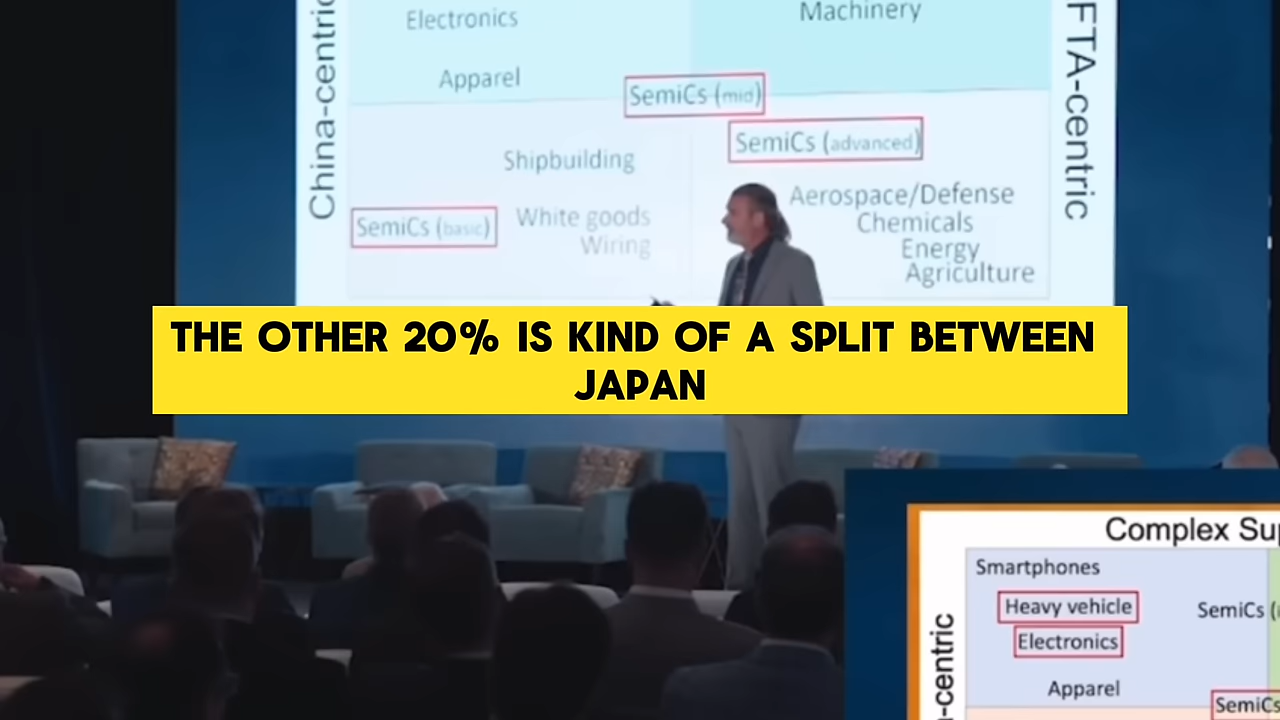 China-centric
Electronics
Machinery
Apparel
SemiCs (mid)
SemiCs (advanced)
Shipbuilding
Aerospace/Defense
SemiCs (basic)
White goods
Chemicals
Wiring
Energy
Agriculture
FTA-centric
THE OTHER 20% IS KIND OF A SPLIT BETWEEN
JAPAN
Complex Su
Smartphones
Heavy vehicle
SemiCs (
Electronics
Apparel
SemiCs
-centric